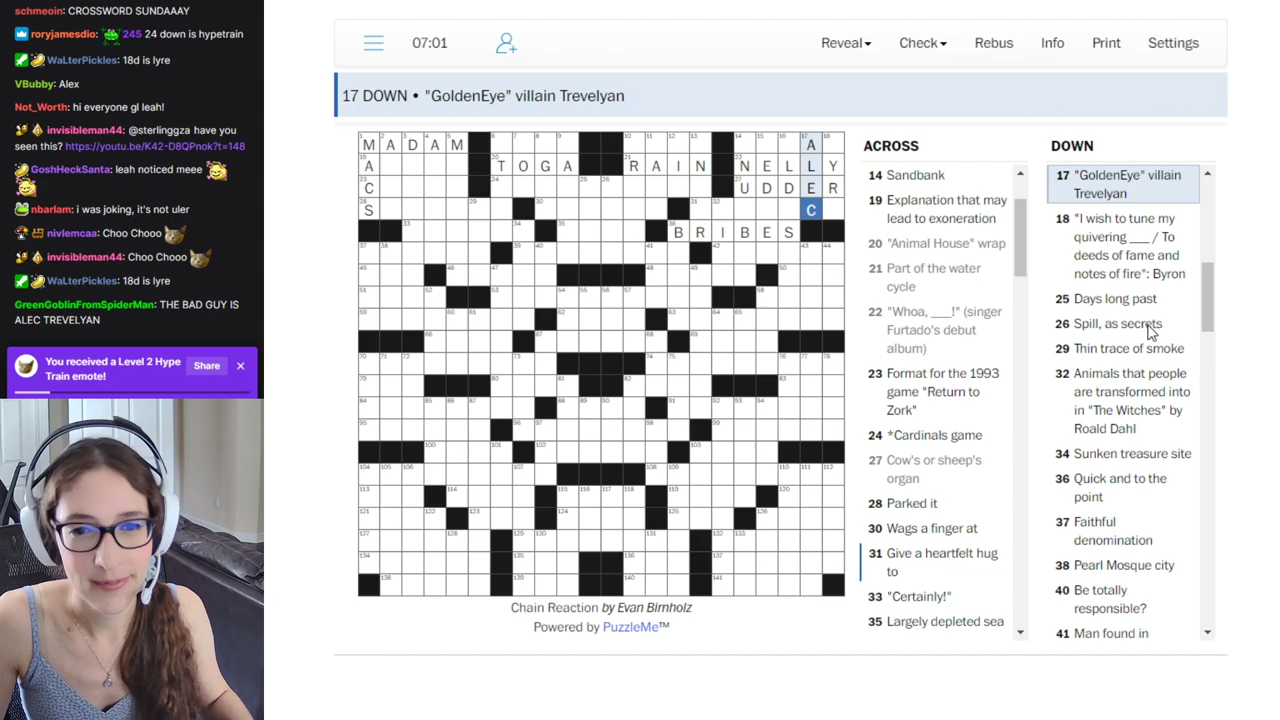 schmeoin: CROSSWORD SUNDAAAY
roryjamesdio: 245 24 down is hypetrain
WaLterPickles: 18d is lyre
VBubby: Alex
Not_Worth: hi everyone gl leah!
invisibleman44: @sterlinggza have you
seen this? https://youtu.be/K42-D8QPnok?t=148
GoshHeckSanta: leah noticed meee
nbarlam: i was joking, it's not uler
nivlemcaa: Choo Chooo
invisibleman44: Choo Chooo
WaLterPickles: 18d is lyre
GreenGoblinFromSpiderMan: THE BAD GUY IS
ALEC TREVELYAN
You received a Level 2 Hype
Train emote!
Share
07:01
Reveal
Check
Rebus
Info
Print
Settings
17 DOWN • "GoldenEye" villain Trevelyan
MADAM
A
A
TOGA
RAIN
NELLY
C
UDDER
S
C
BRIBES
Chain Reaction by Evan Birnholz
Powered by PuzzleMe™
ACROSS
14 Sandbank
19 Explanation that may
lead to exoneration
20 "Animal House" wrap
21 Part of the water
cycle
22 "Whoa, ___!" (singer
Furtado's debut
album)
23 Format for the 1993
game "Return to
Zork"
24 *Cardinals game
27 Cow's or sheep's
organ
28 Parked it
30 Wags a finger at
31 Give a heartfelt hug
to
33 "Certainly!"
35 Largely depleted sea
DOWN
17 "GoldenEye" villain
Trevelyan
18 "I wish to tune my
quivering ___ / To
deeds of fame and
notes of fire": Byron
25 Days long past
26 Spill, as secrets
29 Thin trace of smoke
32 Animals that people
are transformed into
in "The Witches" by
Roald Dahl
34 Sunken treasure site
36 Quick and to the
point
37 Faithful
denomination
38 Pearl Mosque city
40 Be totally
responsible?
41 Man found in